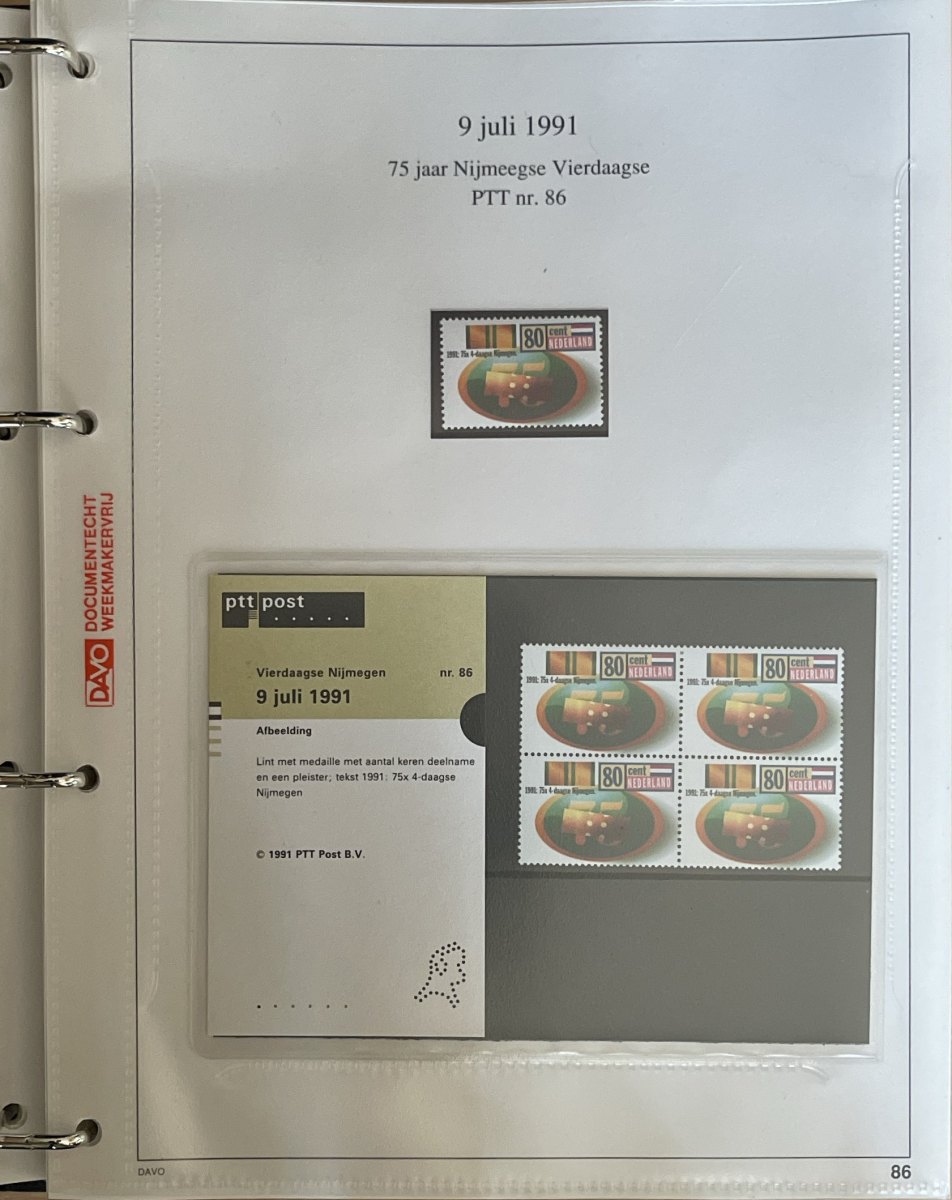 9 juli 1991
75 jaar Nijmeegse Vierdaagse
PTT nr. 86
80 cent
NEDERLAND
1991: 75x 4-daagse Nijmegen.
DAVO
DOCUMENTECHT
WEEKMAKERVRIJ
ptt post
Vierdaagse Nijmegen nr. 86
9 juli 1991
Afbeelding
Lint met medaille met aantal keren deelname
en een pleister; tekst 1991: 75x 4-daagse
Nijmegen
© 1991 PTT Post B.V.
80 cent
NEDERLAND
1991: 75x 4-daagse Nijmegen.
80 cent
NEDERLAND
1991: 75x 4-daagse Nijmegen.
80 cent
NEDERLAND
1991: 75x 4-daagse Nijmegen.
80 cent
NEDERLAND
1991: 75x 4-daagse Nijmegen.
DAVO
86